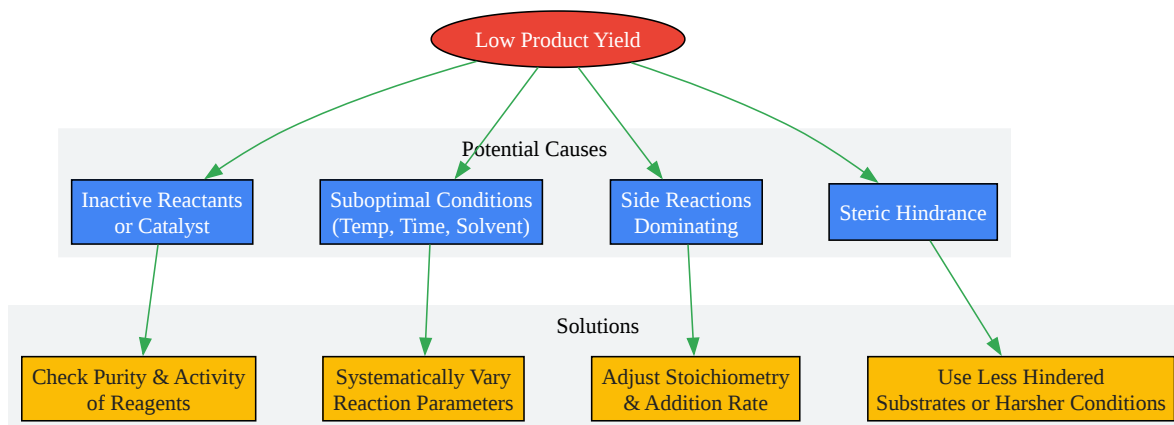 Low Product Yield
Potential Causes
Inactive Reactants
or Catalyst
Suboptimal Conditions
(Temp, Time, Solvent)
Side Reactions
Dominating
Steric Hindrance
Solutions
Check Purity & Activity
of Reagents
Systematically Vary
Reaction Parameters
Adjust Stoichiometry
& Addition Rate
Use Less Hindered
Substrates or Harsher Conditions